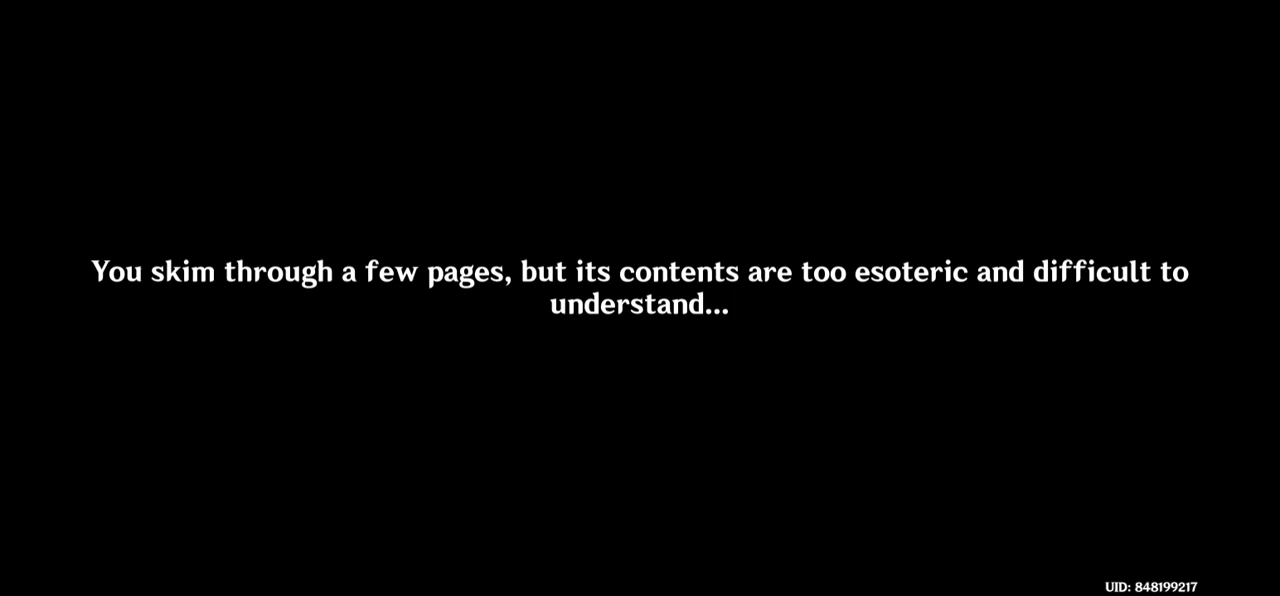 You skim through a few pages, but its contents are too esoteric and difficult to
understand...
UID: 848199217